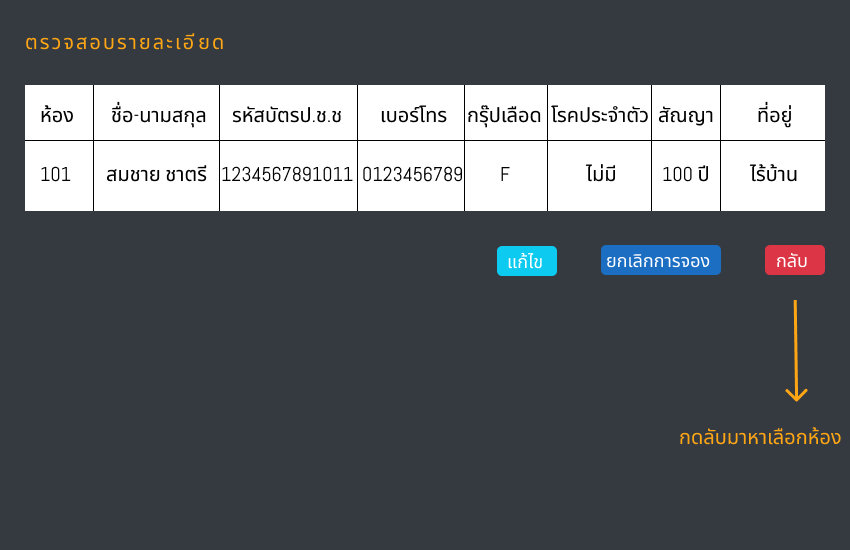 ตรวจสอบรายละเอียด
ห้อง ชื่อ-นามสกุล รหัสบัตรป.ช.ช เบอร์โทร กรุ๊ปเลือด โรคประจำตัว สัณญา ที่อยู่
101 สมชาย ชาตรี 1234567891011 0123456789 F ไม่มี 100 ปี ไร้บ้าน
แก้ไข ยกเลิกการจอง กลับ
กดลับมาหาเลือกห้อง